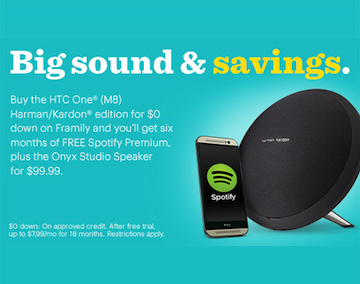 Big sound & savings.
Buy the HTC One® (M8)
Harman/Kardon® edition for $0
down on Framily and you'll get six
months of FREE Spotify Premium,
plus the Onyx Studio Speaker
for $99.99.
harman kardon
Spotify
$0 down: On approved credit. After free trial,
up to $7.99/mo for 18 months. Restrictions apply.